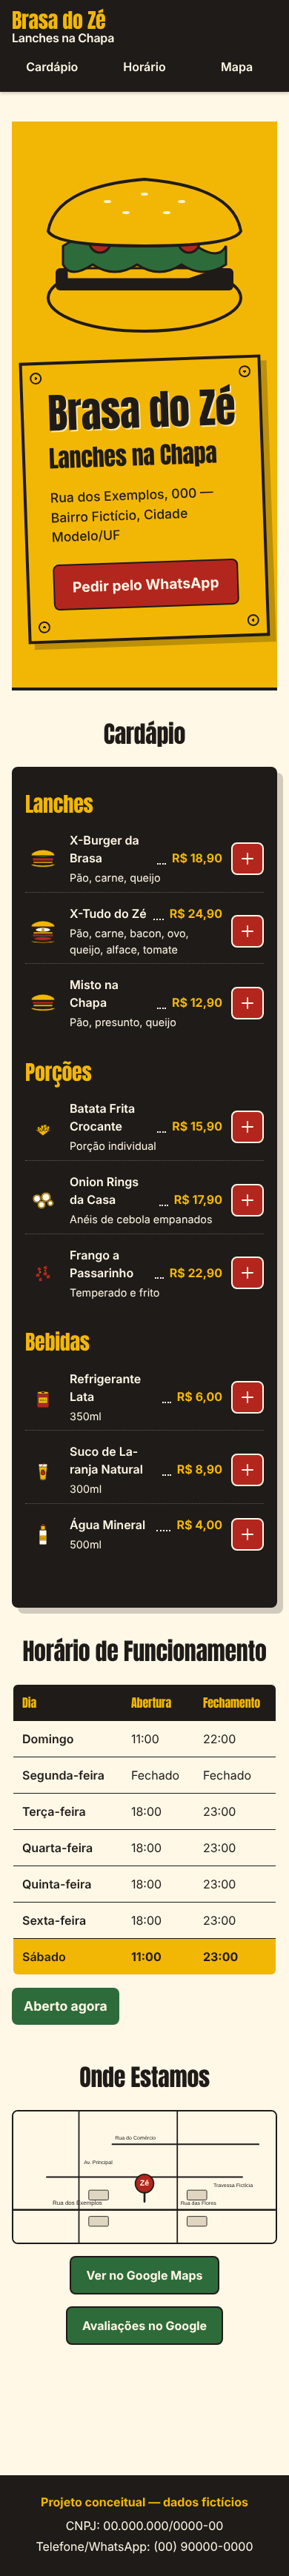 Brasa do Zé
Lanches na Chapa
Cardápio Horário Mapa
Brasa do Zé
Lanches na Chapa
Rua dos Exemplos, 000 —
Bairro Fictício, Cidade
Modelo/UF
Pedir pelo WhatsApp
Cardápio
Lanches
X-Burger da
Brasa .... R$ 18,90 +
Pão, carne, queijo
X-Tudo do Zé .... R$ 24,90 +
Pão, carne, bacon, ovo,
queijo, alface, tomate
Misto na
Chapa .... R$ 12,90 +
Pão, presunto, queijo
Porções
Batata Frita
Crocante .... R$ 15,90 +
Porção individual
Onion Rings
da Casa .... R$ 17,90 +
Anéis de cebola empanados
Frango a
Passarinho .... R$ 22,90 +
Temperado e frito
Bebidas
Refrigerante
Lata .... R$ 6,00 +
350ml
Suco de La-
ranja Natural .... R$ 8,90 +
300ml
Água Mineral ..... R$ 4,00 +
500ml
Horário de Funcionamento
Dia Abertura Fechamento
Domingo 11:00 22:00
Segunda-feira Fechado Fechado
Terça-feira 18:00 23:00
Quarta-feira 18:00 23:00
Quinta-feira 18:00 23:00
Sexta-feira 18:00 23:00
Sábado 11:00 23:00
Aberto agora
Onde Estamos
Rua do Comércio
Av. Principal
Zé
Travessa Fictícia
Rua dos Exemplos
Rua das Flores
Ver no Google Maps
Avaliações no Google
Projeto conceitual — dados fictícios
CNPJ: 00.000.000/0000-00
Telefone/WhatsApp: (00) 90000-0000